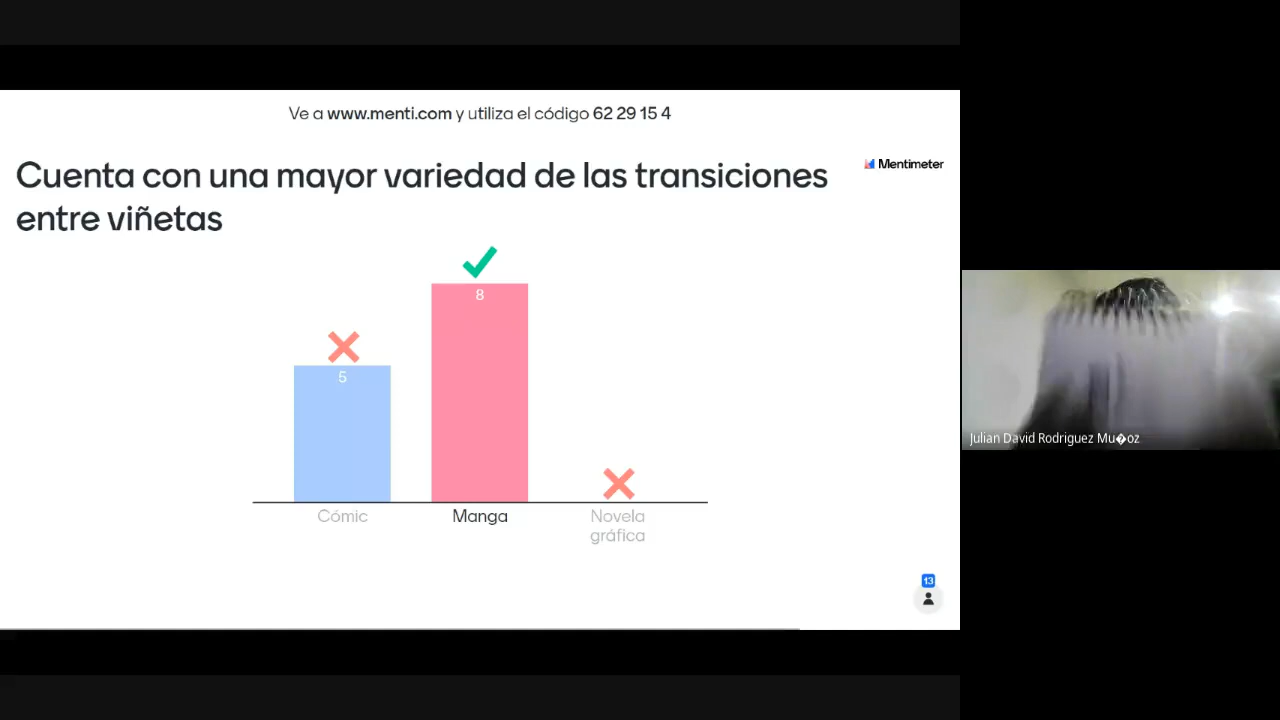 Ve a www.menti.com y utiliza el código 62 29 15 4
Mentimeter
Cuenta con una mayor variedad de las transiciones
entre viñetas
8
5
Cómic
Manga
Novela
gráfica
13
Julian David Rodriguez Mu�oz